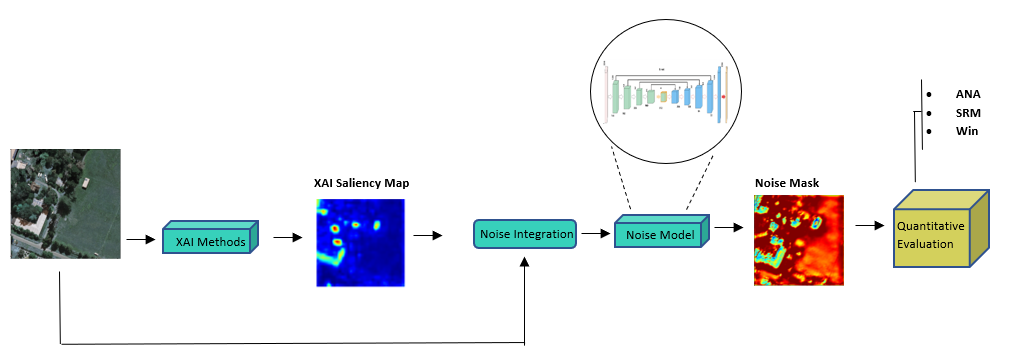 ANA
SRM
Win
XAI Saliency Map
Noise Mask
XAI Methods
Noise Integration
Noise Model
Quantitative
Evaluation